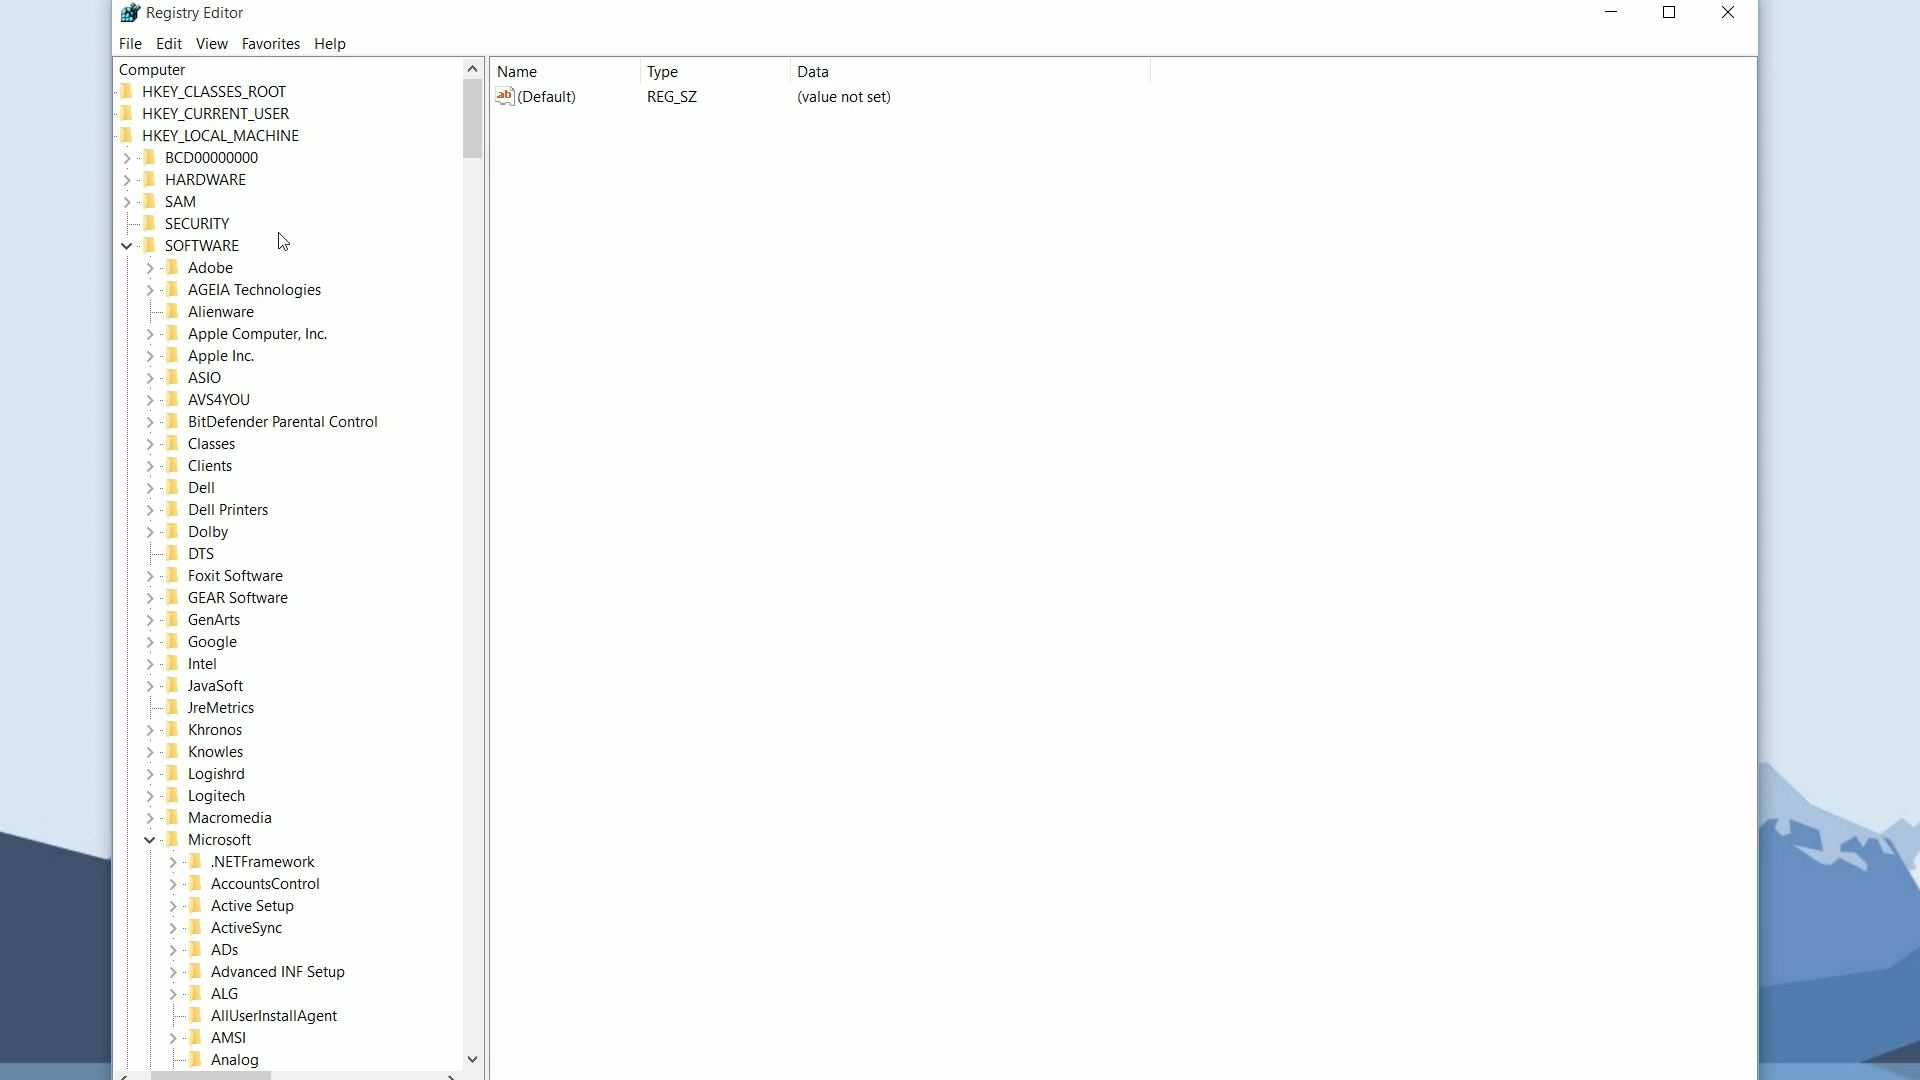 Registry Editor
File Edit View Favorites Help
Computer
HKEY_CLASSES_ROOT
HKEY_CURRENT_USER
HKEY_LOCAL_MACHINE
BCD00000000
HARDWARE
SAM
SECURITY
SOFTWARE
Adobe
AGEIA Technologies
Alienware
Apple Computer, Inc.
Apple Inc.
ASIO
AVS4YOU
BitDefender Parental Control
Classes
Clients
Dell
Dell Printers
Dolby
DTS
Foxit Software
GEAR Software
GenArts
Google
Intel
JavaSoft
JreMetrics
Khronos
Knowles
Logishrd
Logitech
Macromedia
Microsoft
.NETFramework
AccountsControl
Active Setup
ActiveSync
ADs
Advanced INF Setup
ALG
AllUserInstallAgent
AMSI
Analog
Name Type Data
ab (Default) REG_SZ (value not set)